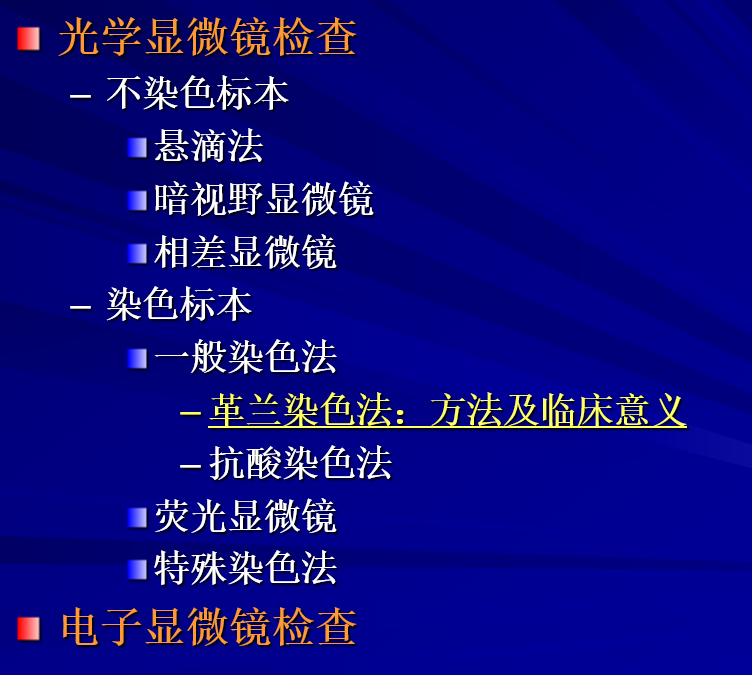 光学显微镜检查
– 不染色标本
悬滴法
暗视野显微镜
相差显微镜
– 染色标本
一般染色法
– 革兰染色法：方法及临床意义
– 抗酸染色法
荧光显微镜
特殊染色法
电子显微镜检查